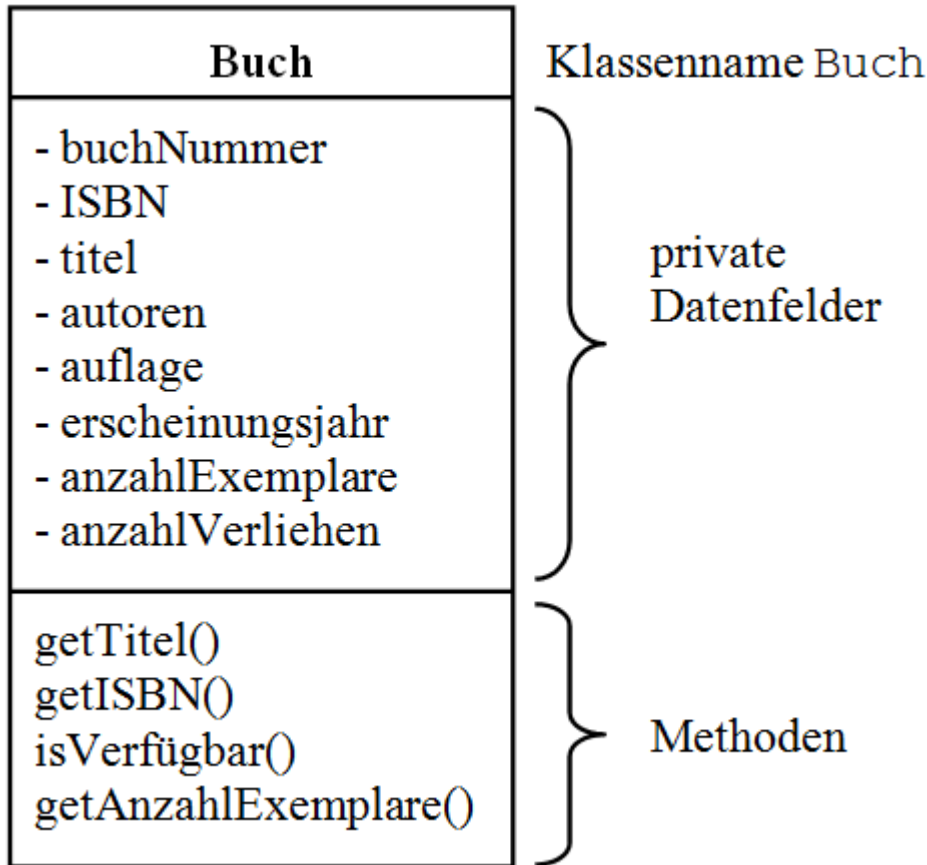 Buch
Klassenname Buch
- buchNummer
- ISBN
- titel
- autoren
- auflage
- erscheinungsjahr
- anzahlExemplare
- anzahlVerliehen
private
Datenfelder
getTitel()
getISBN()
isVerfügbar()
getAnzahlExemplare()
Methoden